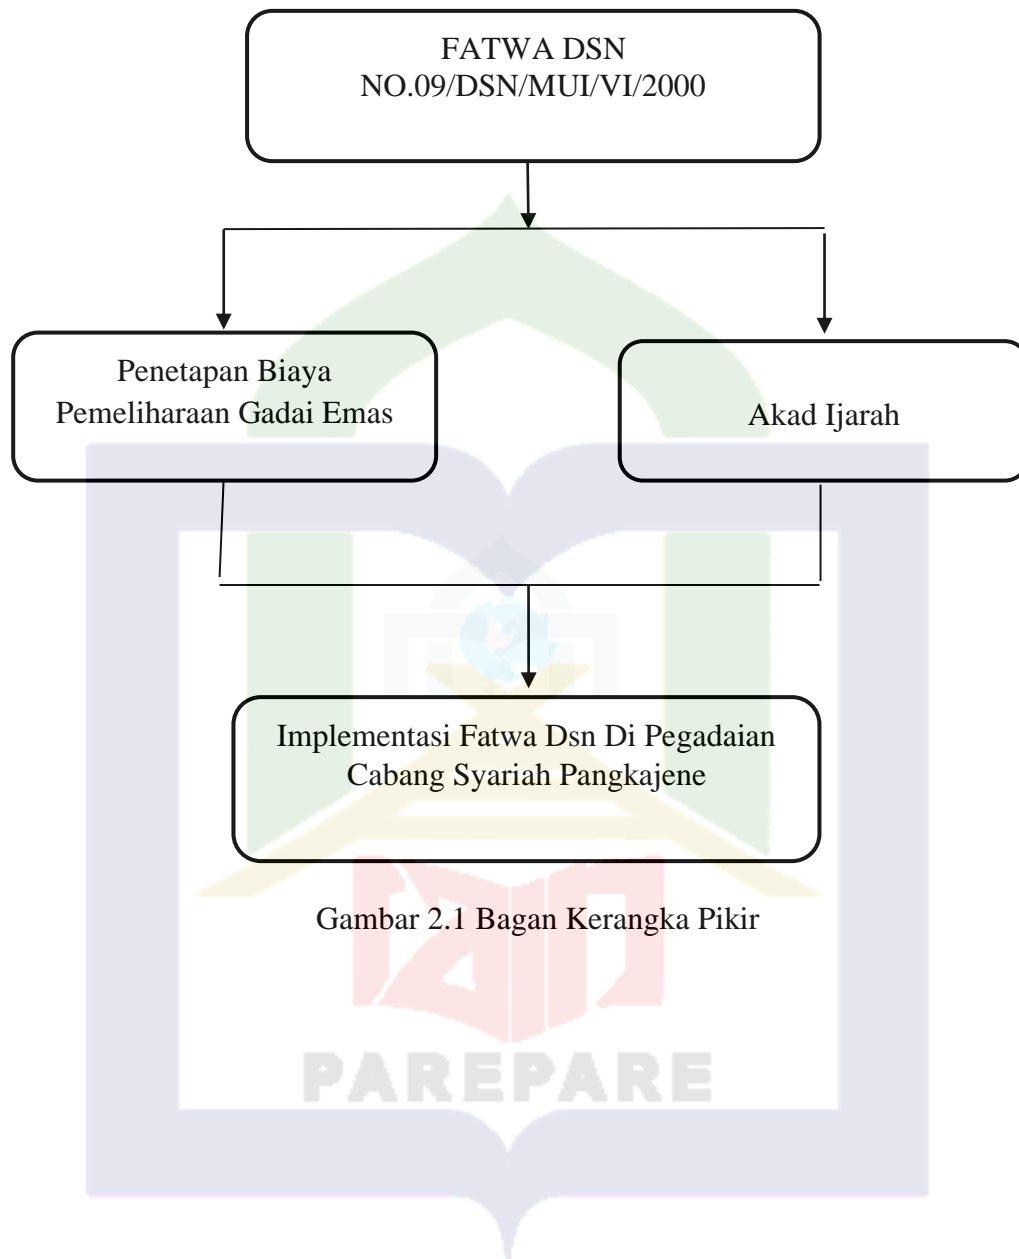 FATWA DSN
NO.09/DSN/MUI/VI/2000
Penetapan Biaya
Pemeliharaan Gadai Emas
Akad Ijarah
Implementasi Fatwa Dsn Di Pegadaian
Cabang Syariah Pangkajene
Gambar 2.1 Bagan Kerangka Pikir
PAREPARE